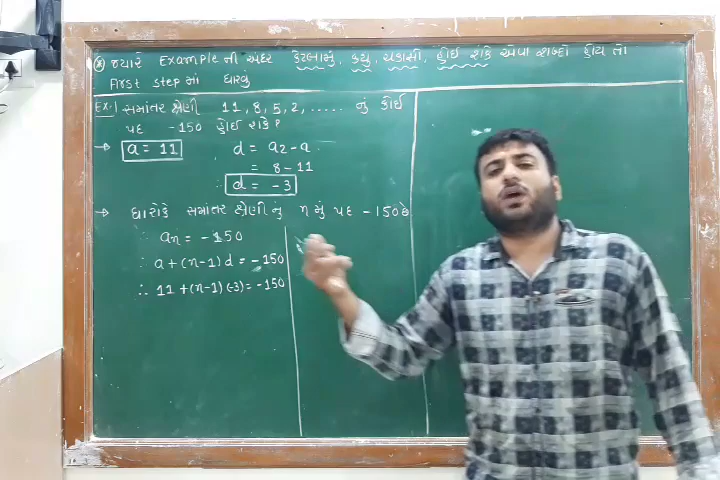 * જયારે Example ની અંદર કેટલામું, કયુ, ચકાસો, હોઈ શકે એવા શબ્દો હોય તો
First step માં ધારવું
Ex-1 સમાંતર શ્રેણી 11, 8, 5, 2, ..... નું કોઈ
પદ -150 હોઈ શકે?
→ a = 11 d = a2 - a
= 8 - 11
∴ d = -3
→ ધારોકે સમાંતર શ્રેણીનું n મું પદ -150 છે
∴ an = -150
∴ a + (n-1) d = -150
∴ 11 + (n-1) (-3) = -150